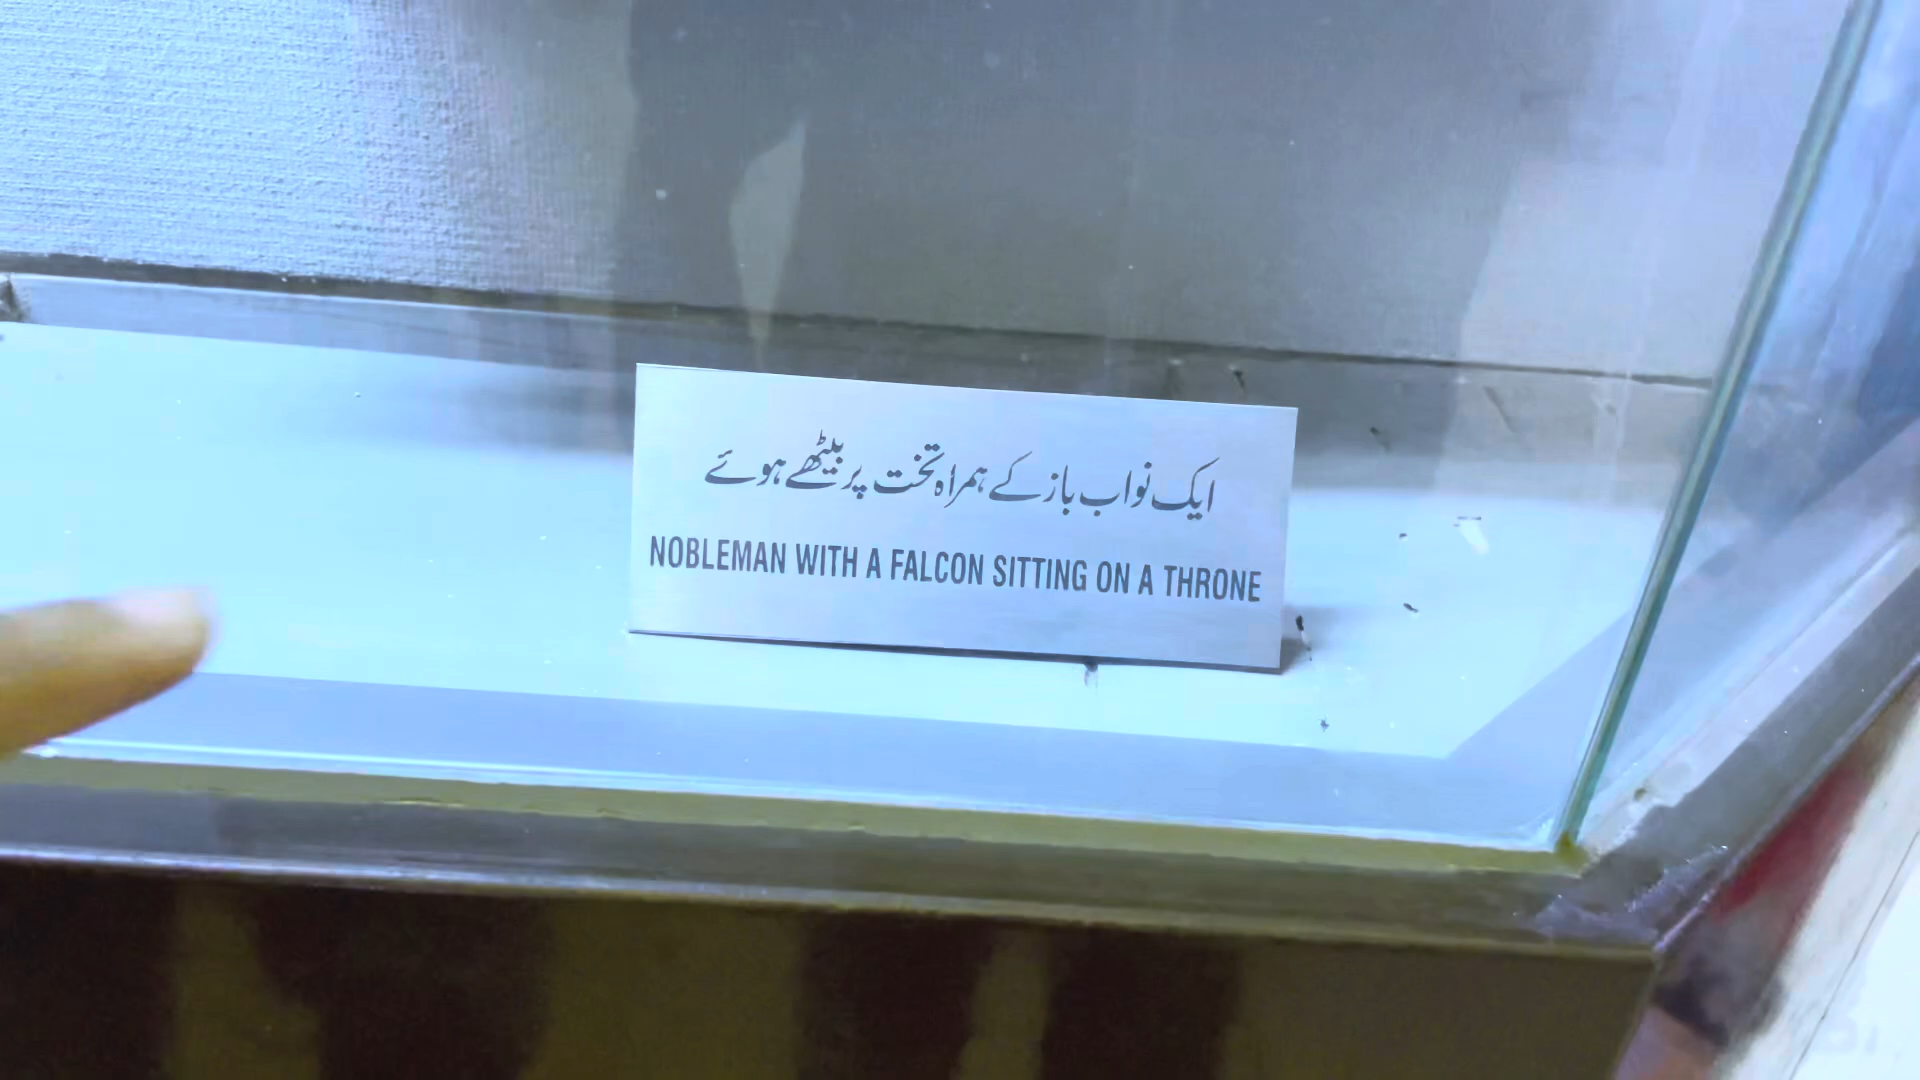 ایک نواب باز کے ہمراہ تخت پر بیٹھے ہوئے
NOBLEMAN WITH A FALCON SITTING ON A THRONE